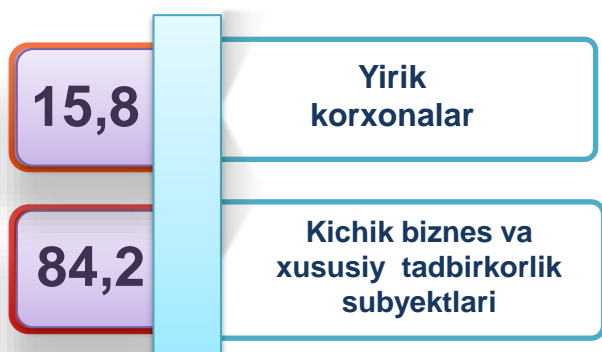 15,8
Yirik
korxonalar
84,2
Kichik biznes va
xususiy tadbirkorlik
subyektlari